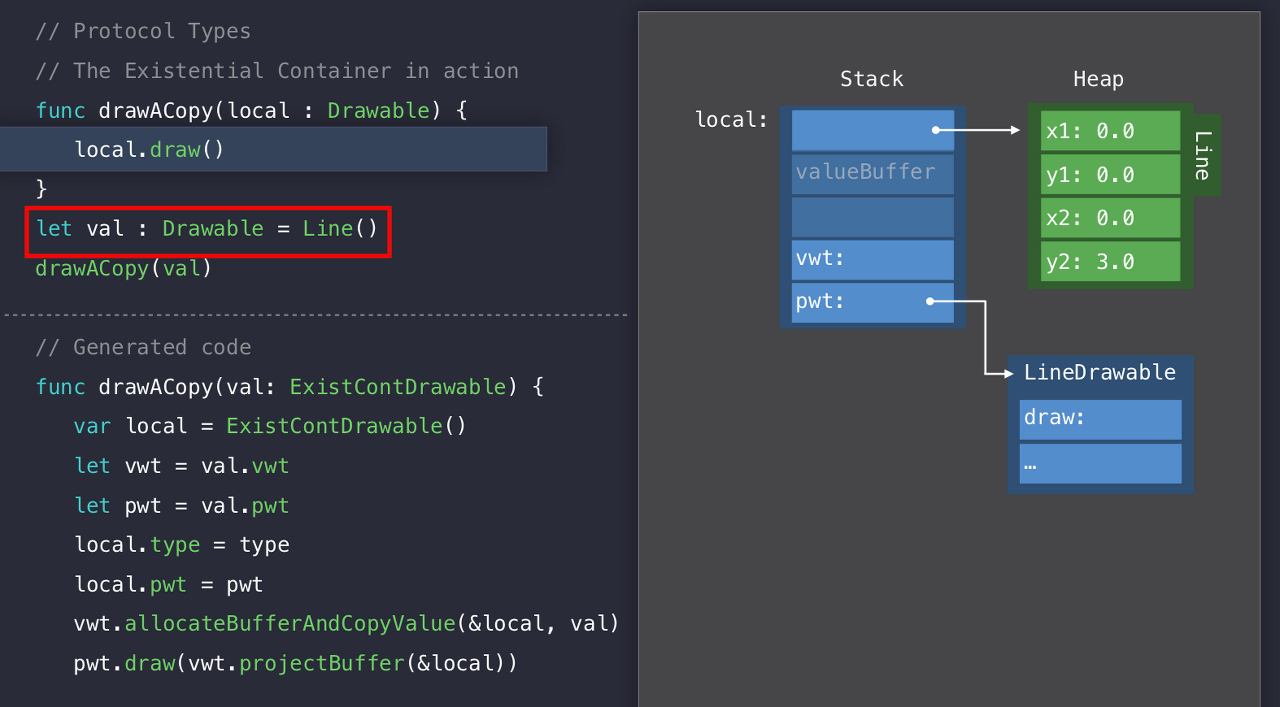 // Protocol Types
// The Existential Container in action
func drawACopy(local : Drawable) {
local.draw()
}
let val : Drawable = Line()
drawACopy(val)
// Generated code
func drawACopy(val: ExistContDrawable) {
var local = ExistContDrawable()
let vwt = val.vwt
let pwt = val.pwt
local.type = type
local.pwt = pwt
vwt.allocateBufferAndCopyValue(&local, val)
pwt.draw(vwt.projectBuffer(&local))
Stack
Heap
local:
valueBuffer
vwt:
pwt:
x1: 0.0
y1: 0.0
x2: 0.0
y2: 3.0
Line
LineDrawable
draw:
…